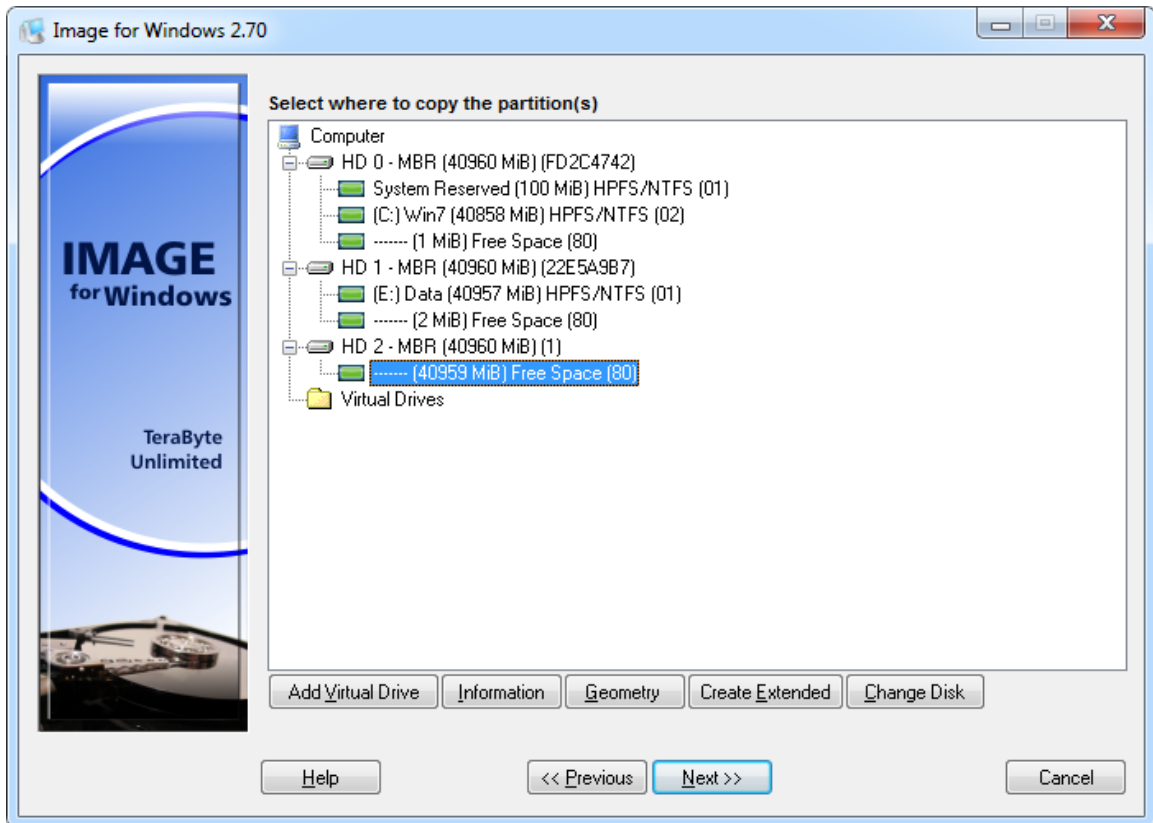 Image for Windows 2.70
IMAGE
for Windows
TeraByte
Unlimited
Select where to copy the partition(s)
Computer
HD 0 - MBR (40960 MiB) (FD2C4742)
System Reserved (100 MiB) HPFS/NTFS (01)
(C:) Win7 (40858 MiB) HPFS/NTFS (02)
------- (1 MiB) Free Space (80)
HD 1 - MBR (40960 MiB) (22E5A9B7)
(E:) Data (40957 MiB) HPFS/NTFS (01)
------- (2 MiB) Free Space (80)
HD 2 - MBR (40960 MiB) (1)
------- (40959 MiB) Free Space (80)
Virtual Drives
Add Virtual Drive Information Geometry Create Extended Change Disk
Help << Previous Next >> Cancel